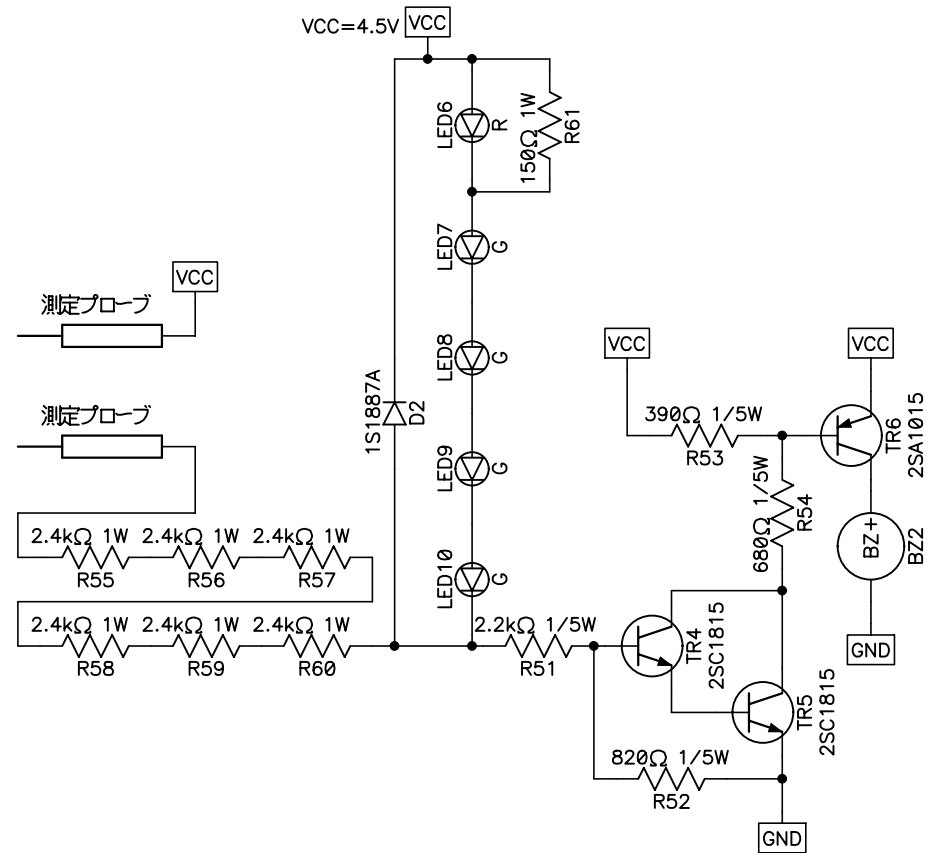 VCC=4.5V
VCC
LED6
R
150Ω 1W
R61
LED7
G
VCC
測定プローブ
LED8
G
VCC
VCC
1S1887A
D2
測定プローブ
390Ω 1/5W
R53
TR6
2SA1015
LED9
G
680Ω 1/5W
R54
BZ +
BZ2
2.4kΩ 1W
2.4kΩ 1W
2.4kΩ 1W
R55
R56
R57
LED10
G
2.4kΩ 1W
2.4kΩ 1W
2.4kΩ 1W
R58
R59
R60
2.2kΩ 1/5W
R51
TR4
2SC1815
GND
TR5
2SC1815
820Ω 1/5W
R52
GND